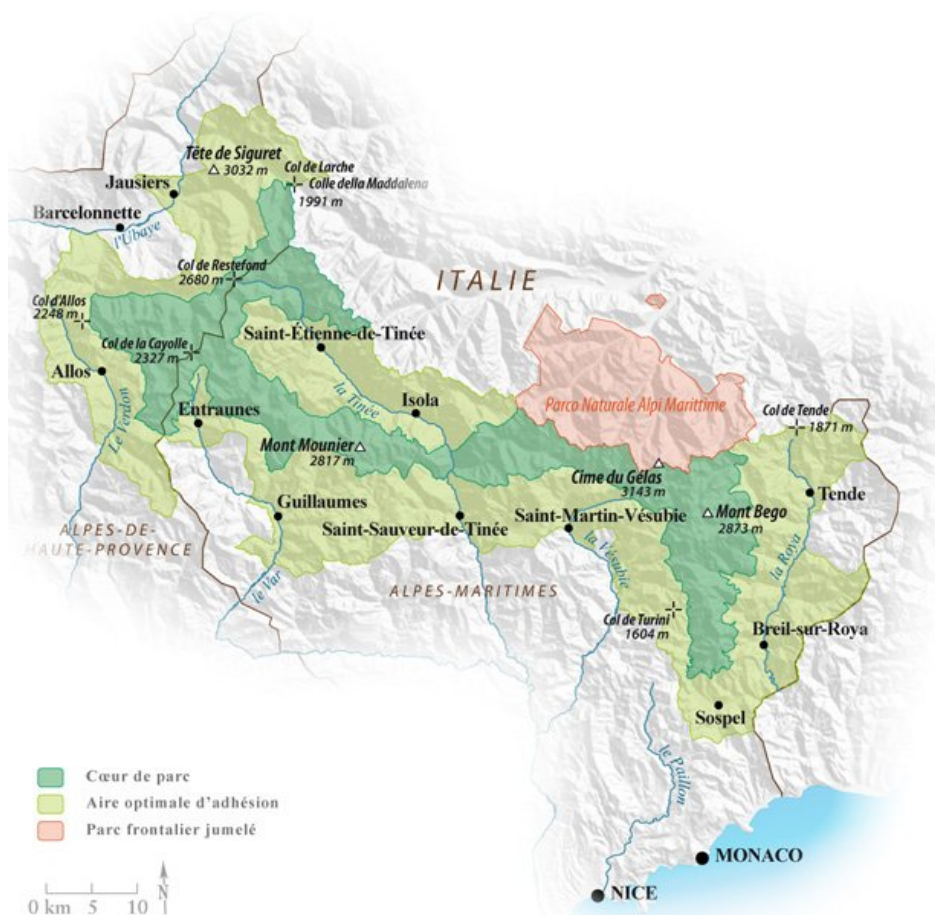 Tête de Siguret
3032 m
Col de Larche
Colle della Maddalena
1991 m
Jausiers
Barcelonnette
l'Ubaye
Col de Restefond
2680 m
ITALIE
Col d'Allos
2248 m
Saint-Étienne-de-Tinée
Col de la Cayolle
2327 m
Allos
la Tinée
Isola
Parco Naturale Alpi Marittime
Entraunes
Le Verdon
Col de Tende
1871 m
Mont Mounier
2817 m
Cime du Gélas
3143 m
Tende
Guillaumes
Saint-Sauveur-de-Tinée
Saint-Martin-Vésubie
Mont Bego
2873 m
ALPES-DE-
HAUTE-PROVENCE
le Var
la Vésubie
la Roya
ALPES-MARITIMES
Col de Turini
1604 m
Breil-sur-Roya
Sospel
le Paillon
Cœur de parc
Aire optimale d'adhésion
Parc frontalier jumelé
MONACO
NICE
N
0 km 5 10